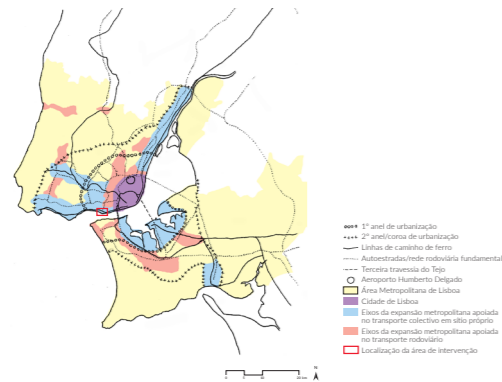 1º anel de urbanização
2º anel/coroa de urbanização
Linhas de caminho de ferro
Autoestradas/rede rodoviária fundamental
Terceira travessia do Tejo
Aeroporto Humberto Delgado
Área Metropolitana de Lisboa
Cidade de Lisboa
Eixos da expansão metropolitana apoiada
no transporte colectivo em sítio próprio
Eixos da expansão metropolitana apoiada
no transporte rodoviário
Localização da área de intervenção
N